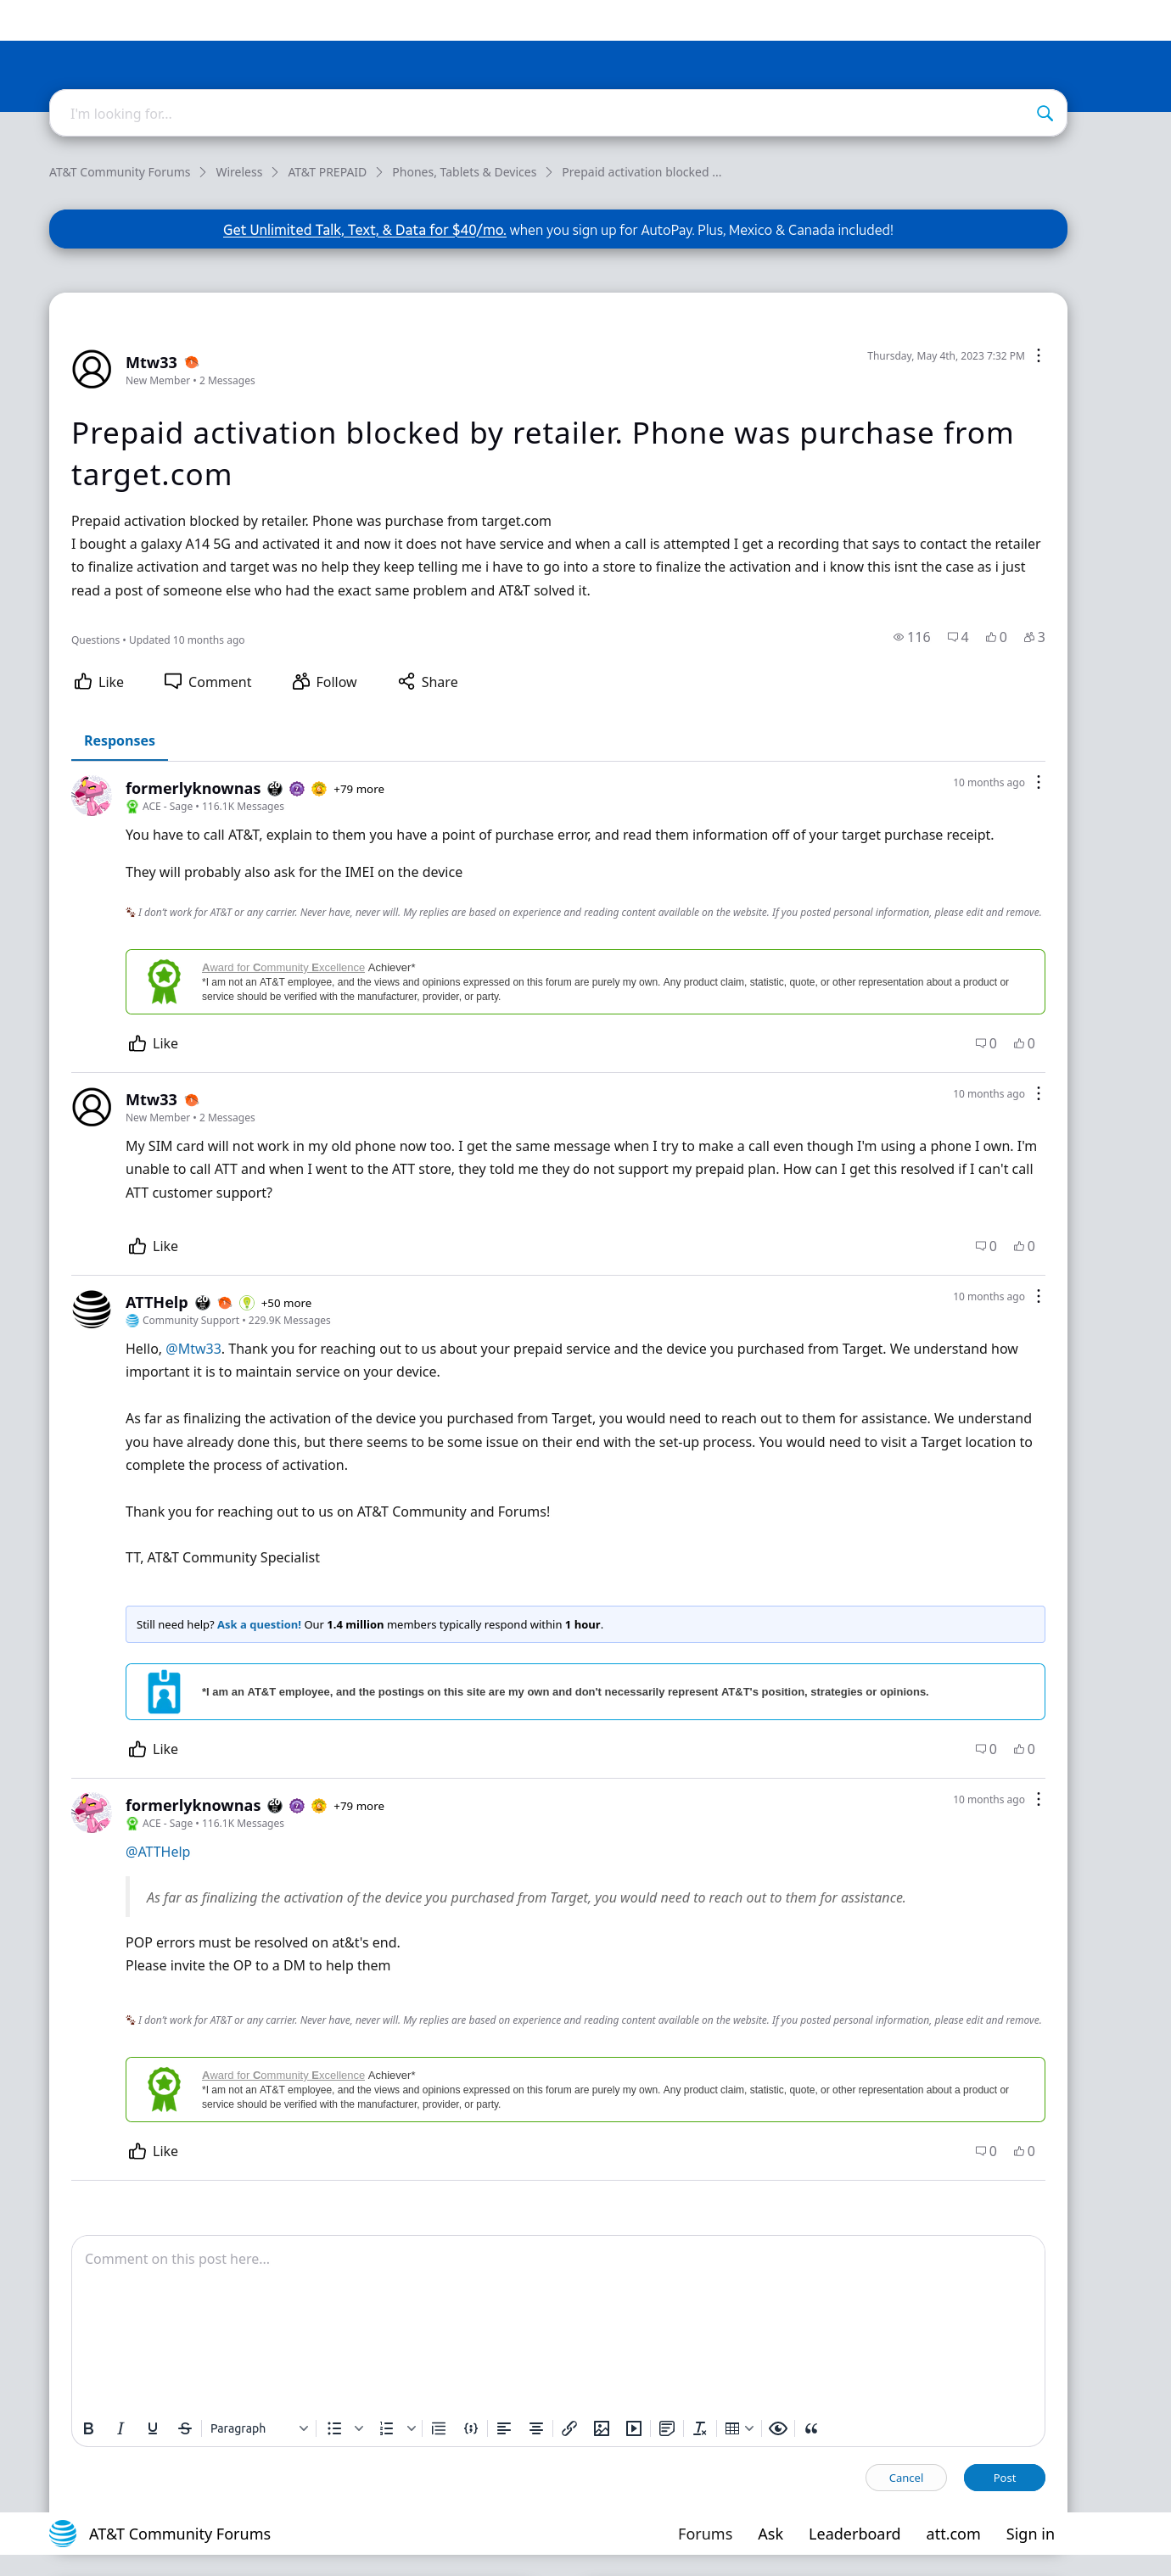 I'm looking for...
AT&T Community Forums > Wireless > AT&T PREPAID > Phones, Tablets & Devices > Prepaid activation blocked ...
Get Unlimited Talk, Text, & Data for $40/mo. when you sign up for AutoPay. Plus, Mexico & Canada included!
Mtw33
Thursday, May 4th, 2023 7:32 PM
New Member • 2 Messages
Prepaid activation blocked by retailer. Phone was purchase from
target.com
Prepaid activation blocked by retailer. Phone was purchase from target.com
I bought a galaxy A14 5G and activated it and now it does not have service and when a call is attempted I get a recording that says to contact the retailer
to finalize activation and target was no help they keep telling me i have to go into a store to finalize the activation and i know this isnt the case as i just
read a post of someone else who had the exact same problem and AT&T solved it.
Questions • Updated 10 months ago
116 4 0 3
Like Comment Follow Share
Responses
formerlyknownas +79 more
10 months ago
ACE - Sage • 116.1K Messages
You have to call AT&T, explain to them you have a point of purchase error, and read them information off of your target purchase receipt.
They will probably also ask for the IMEI on the device
I don't work for AT&T or any carrier. Never have, never will. My replies are based on experience and reading content available on the website. If you posted personal information, please edit and remove.
Award for Community Excellence Achiever*
*I am not an AT&T employee, and the views and opinions expressed on this forum are purely my own. Any product claim, statistic, quote, or other representation about a product or
service should be verified with the manufacturer, provider, or party.
Like 0 0
Mtw33
10 months ago
New Member • 2 Messages
My SIM card will not work in my old phone now too. I get the same message when I try to make a call even though I'm using a phone I own. I'm
unable to call ATT and when I went to the ATT store, they told me they do not support my prepaid plan. How can I get this resolved if I can't call
ATT customer support?
Like 0 0
ATTHelp +50 more
10 months ago
Community Support • 229.9K Messages
Hello, @Mtw33. Thank you for reaching out to us about your prepaid service and the device you purchased from Target. We understand how
important it is to maintain service on your device.
As far as finalizing the activation of the device you purchased from Target, you would need to reach out to them for assistance. We understand
you have already done this, but there seems to be some issue on their end with the set-up process. You would need to visit a Target location to
complete the process of activation.
Thank you for reaching out to us on AT&T Community and Forums!
TT, AT&T Community Specialist
Still need help? Ask a question! Our 1.4 million members typically respond within 1 hour.
*I am an AT&T employee, and the postings on this site are my own and don't necessarily represent AT&T's position, strategies or opinions.
Like 0 0
formerlyknownas +79 more
10 months ago
ACE - Sage • 116.1K Messages
@ATTHelp
As far as finalizing the activation of the device you purchased from Target, you would need to reach out to them for assistance.
POP errors must be resolved on at&t's end.
Please invite the OP to a DM to help them
I don't work for AT&T or any carrier. Never have, never will. My replies are based on experience and reading content available on the website. If you posted personal information, please edit and remove.
Award for Community Excellence Achiever*
*I am not an AT&T employee, and the views and opinions expressed on this forum are purely my own. Any product claim, statistic, quote, or other representation about a product or
service should be verified with the manufacturer, provider, or party.
Like 0 0
Comment on this post here...
Paragraph
Cancel Post
AT&T Community Forums Forums Ask Leaderboard att.com Sign in